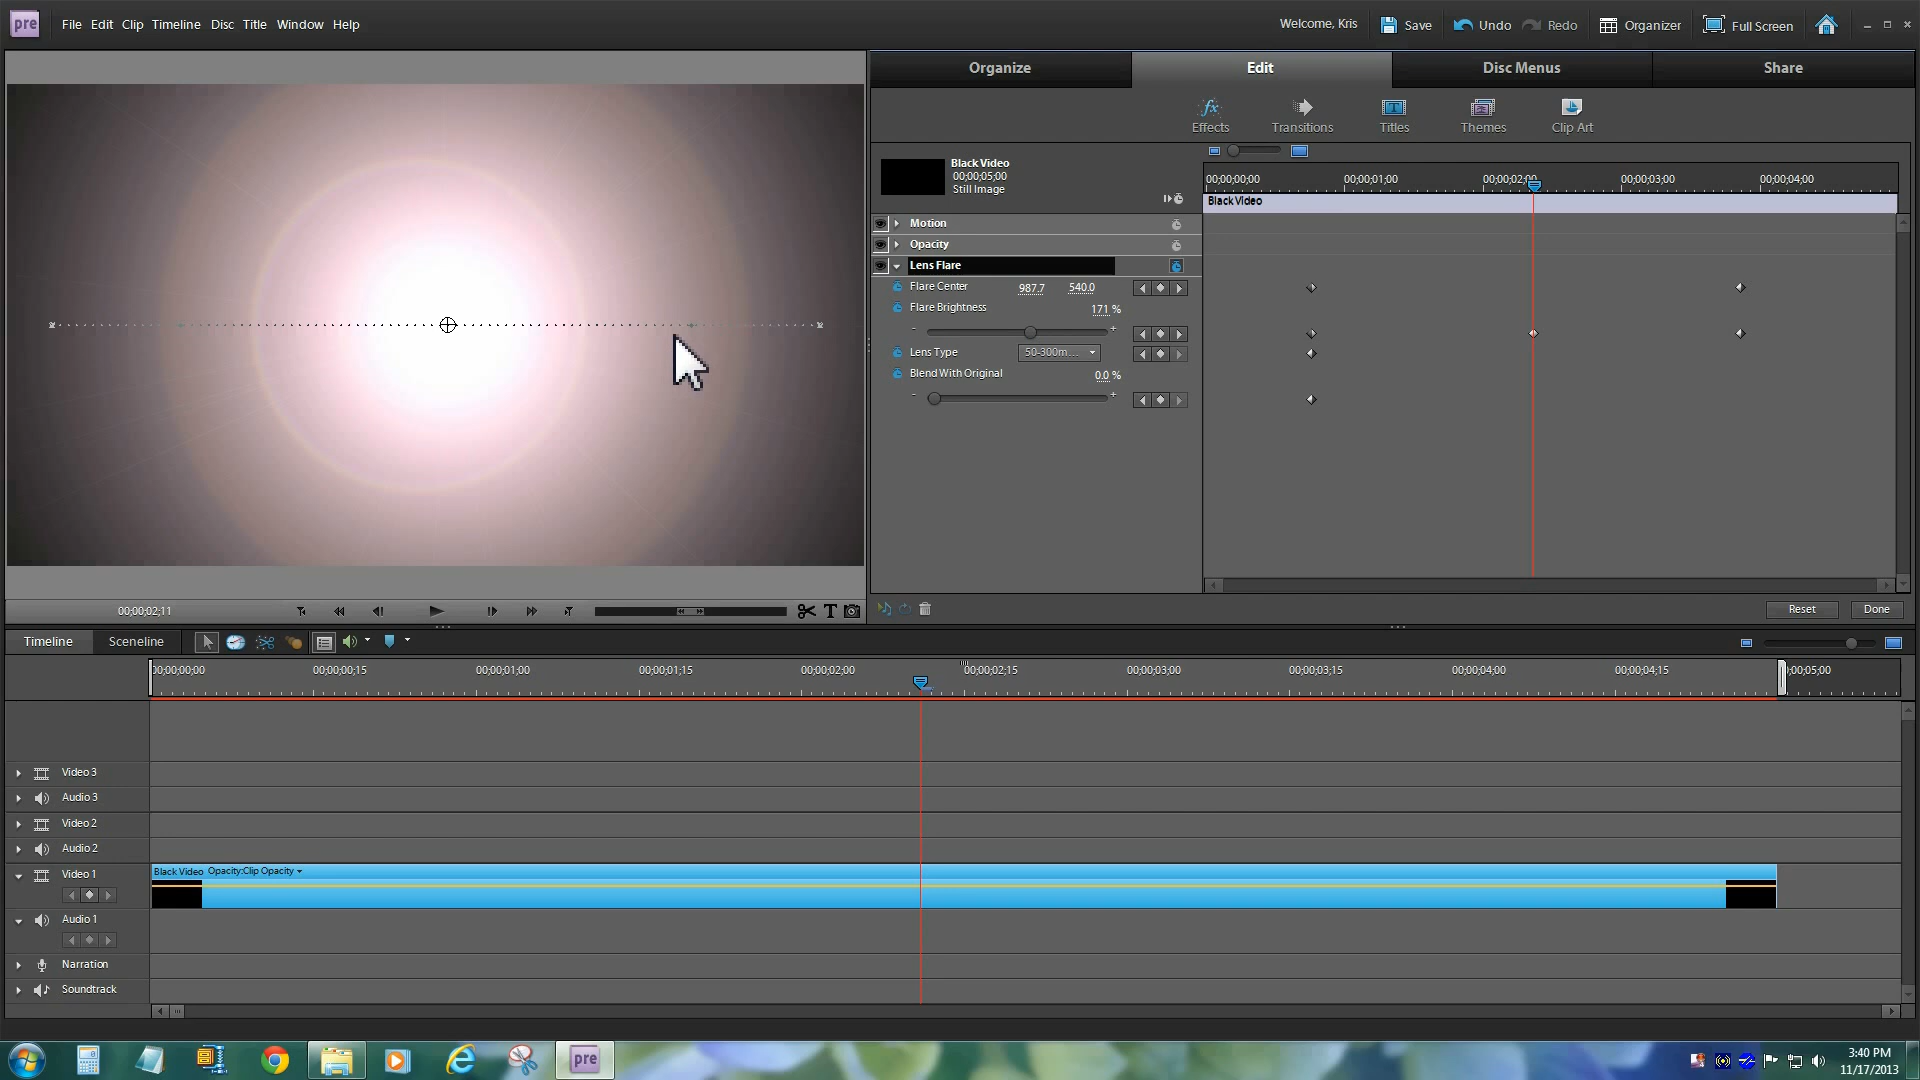 pre File Edit Clip Timeline Disc Title Window Help Welcome, Kris Save Undo Redo Organizer Full Screen
Organize Edit Disc Menus Share
Effects Transitions Titles Themes Clip Art
Black Video
00;00;05;00
Still Image
00;00;00;00 00;00;01;00 00;00;02;00 00;00;03;00 00;00;04;00
Black Video
Motion
Opacity
Lens Flare
Flare Center 987.7 540.0
Flare Brightness 171 %
- +
Lens Type 50-300m...
Blend With Original 0.0 %
- +
00;00;02;11
Reset Done
Timeline Sceneline
00;00;00;00 00;00;00;15 00;00;01;00 00;00;01;15 00;00;02;00 00;00;02;15 00;00;03;00 00;00;03;15 00;00;04;00 00;00;04;15 00;00;05;00
Video 3
Audio 3
Video 2
Audio 2
Video 1
Black Video Opacity:Clip Opacity
Audio 1
Narration
Soundtrack
pre
3:40 PM
11/17/2013